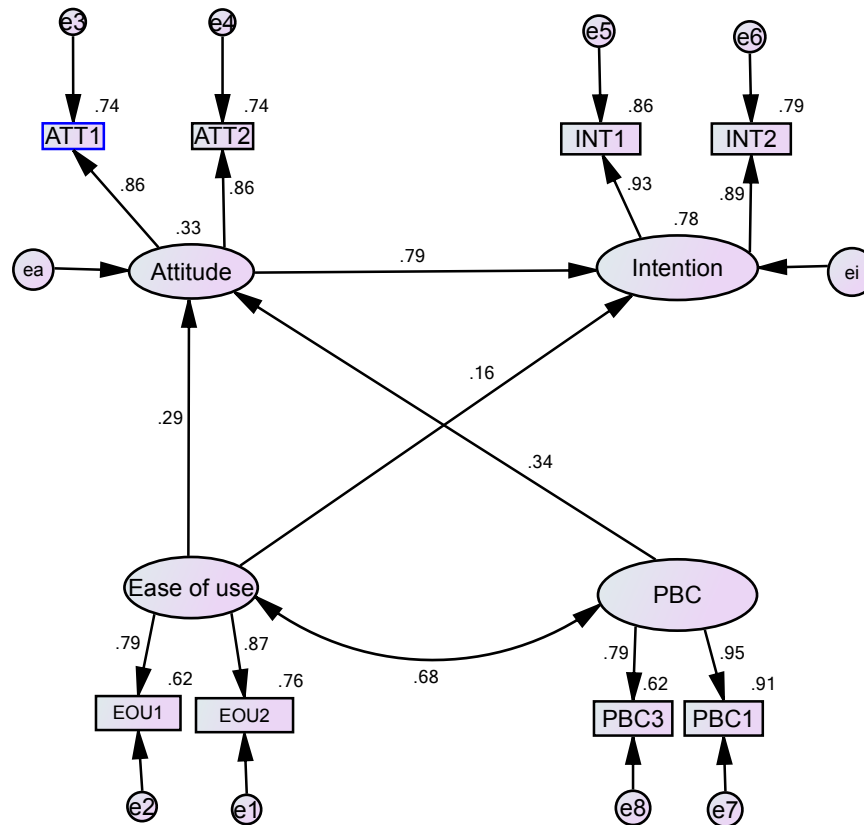 e3
e4
e5
e6
.74
.74
.86
.79
ATT1
ATT2
INT1
INT2
.86
.86
.93
.89
.33
.78
ea
Attitude
.79
Intention
ei
.16
.29
.34
Ease of use
PBC
.79
.87
.68
.79
.95
.62
.76
.62
.91
EOU1
EOU2
PBC3
PBC1
e2
e1
e8
e7